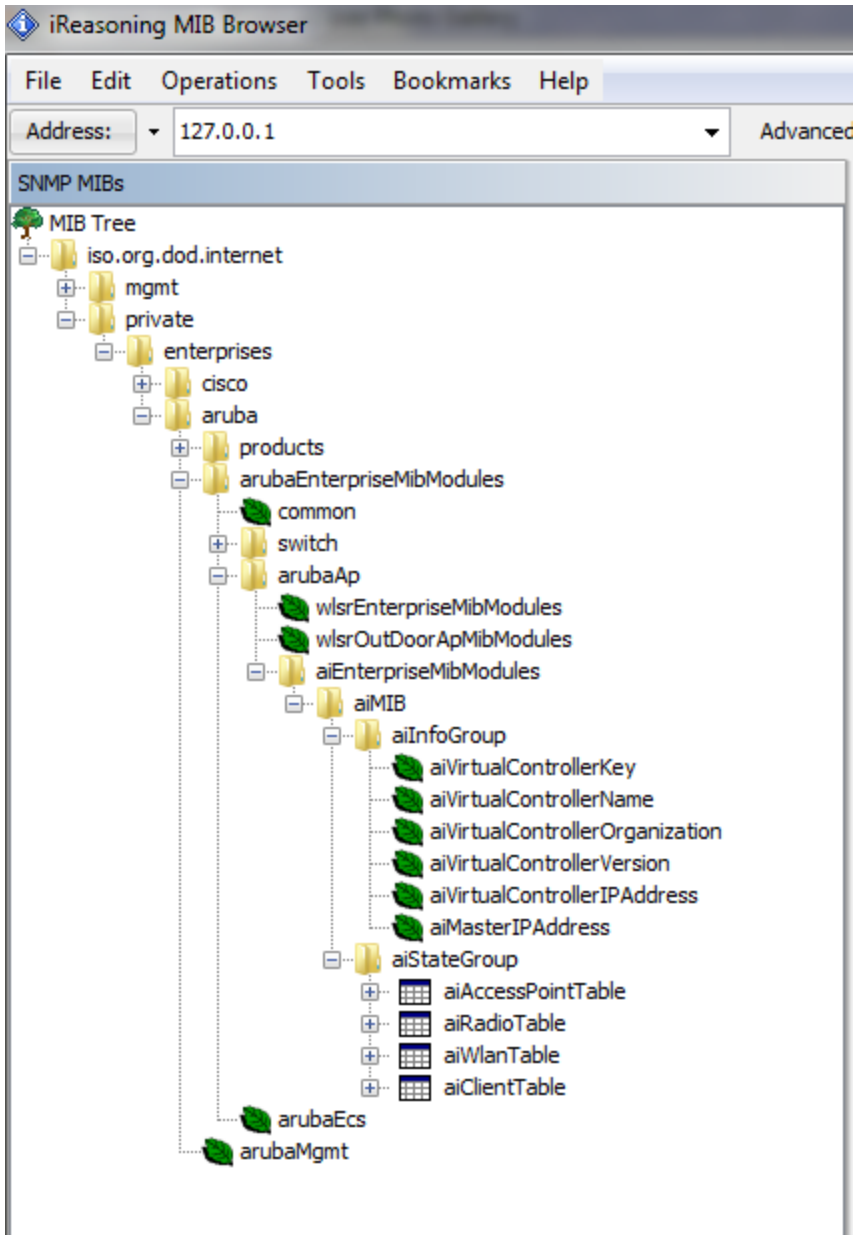 iReasoning MIB Browser
File Edit Operations Tools Bookmarks Help
Address: 127.0.0.1 Advanced
SNMP MIBs
MIB Tree
iso.org.dod.internet
mgmt
private
enterprises
cisco
aruba
products
arubaEnterpriseMibModules
common
switch
arubaAp
wlsrEnterpriseMibModules
wlsrOutDoorApMibModules
aiEnterpriseMibModules
aiMIB
aiInfoGroup
aiVirtualControllerKey
aiVirtualControllerName
aiVirtualControllerOrganization
aiVirtualControllerVersion
aiVirtualControllerIPAddress
aiMasterIPAddress
aiStateGroup
aiAccessPointTable
aiRadioTable
aiWlanTable
aiClientTable
arubaEcs
arubaMgmt